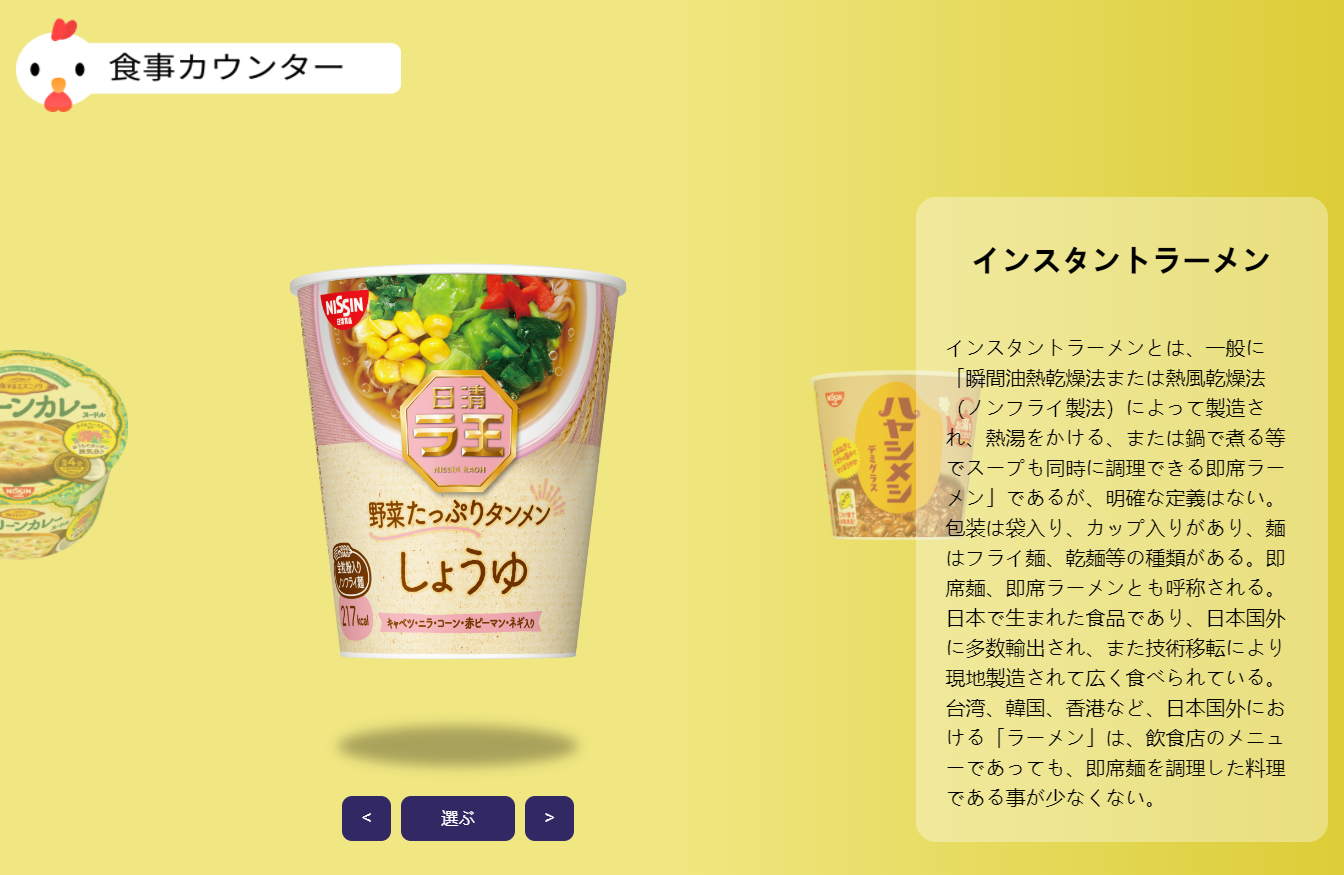 食事カウンター
インスタントラーメン
インスタントラーメンとは、一般に
「瞬間油熱乾燥法または熱風乾燥法
（ノンフライ製法）によって製造さ
れ、熱湯をかける、または鍋で煮る等
でスープも同時に調理できる即席ラー
メン」であるが、明確な定義はない。
包装は袋入り、カップ入りがあり、麺
はフライ麺、乾麺等の種類がある。即
席麺、即席ラーメンとも呼称される。
日本で生まれた食品であり、日本国外
に多数輸出され、また技術移転により
現地製造されて広く食べられている。
台湾、韓国、香港など、日本国外にお
ける「ラーメン」は、飲食店のメニュ
ーであっても、即席麺を調理した料理
である事が少なくない。
NISSIN
日清食品
日清
ラ王
NISSIN RAOH
野菜たっぷりタンメン
しょうゆ
全粒粉入り
ノンフライ麺
217kcal
キャベツ・ニラ・コーン・赤ピーマン・ネギ入り
ーンカレー
ヌードル
NISSIN
リーンカレー
NISSIN
ハヤシメシ
デミグラス
<
選ぶ
>